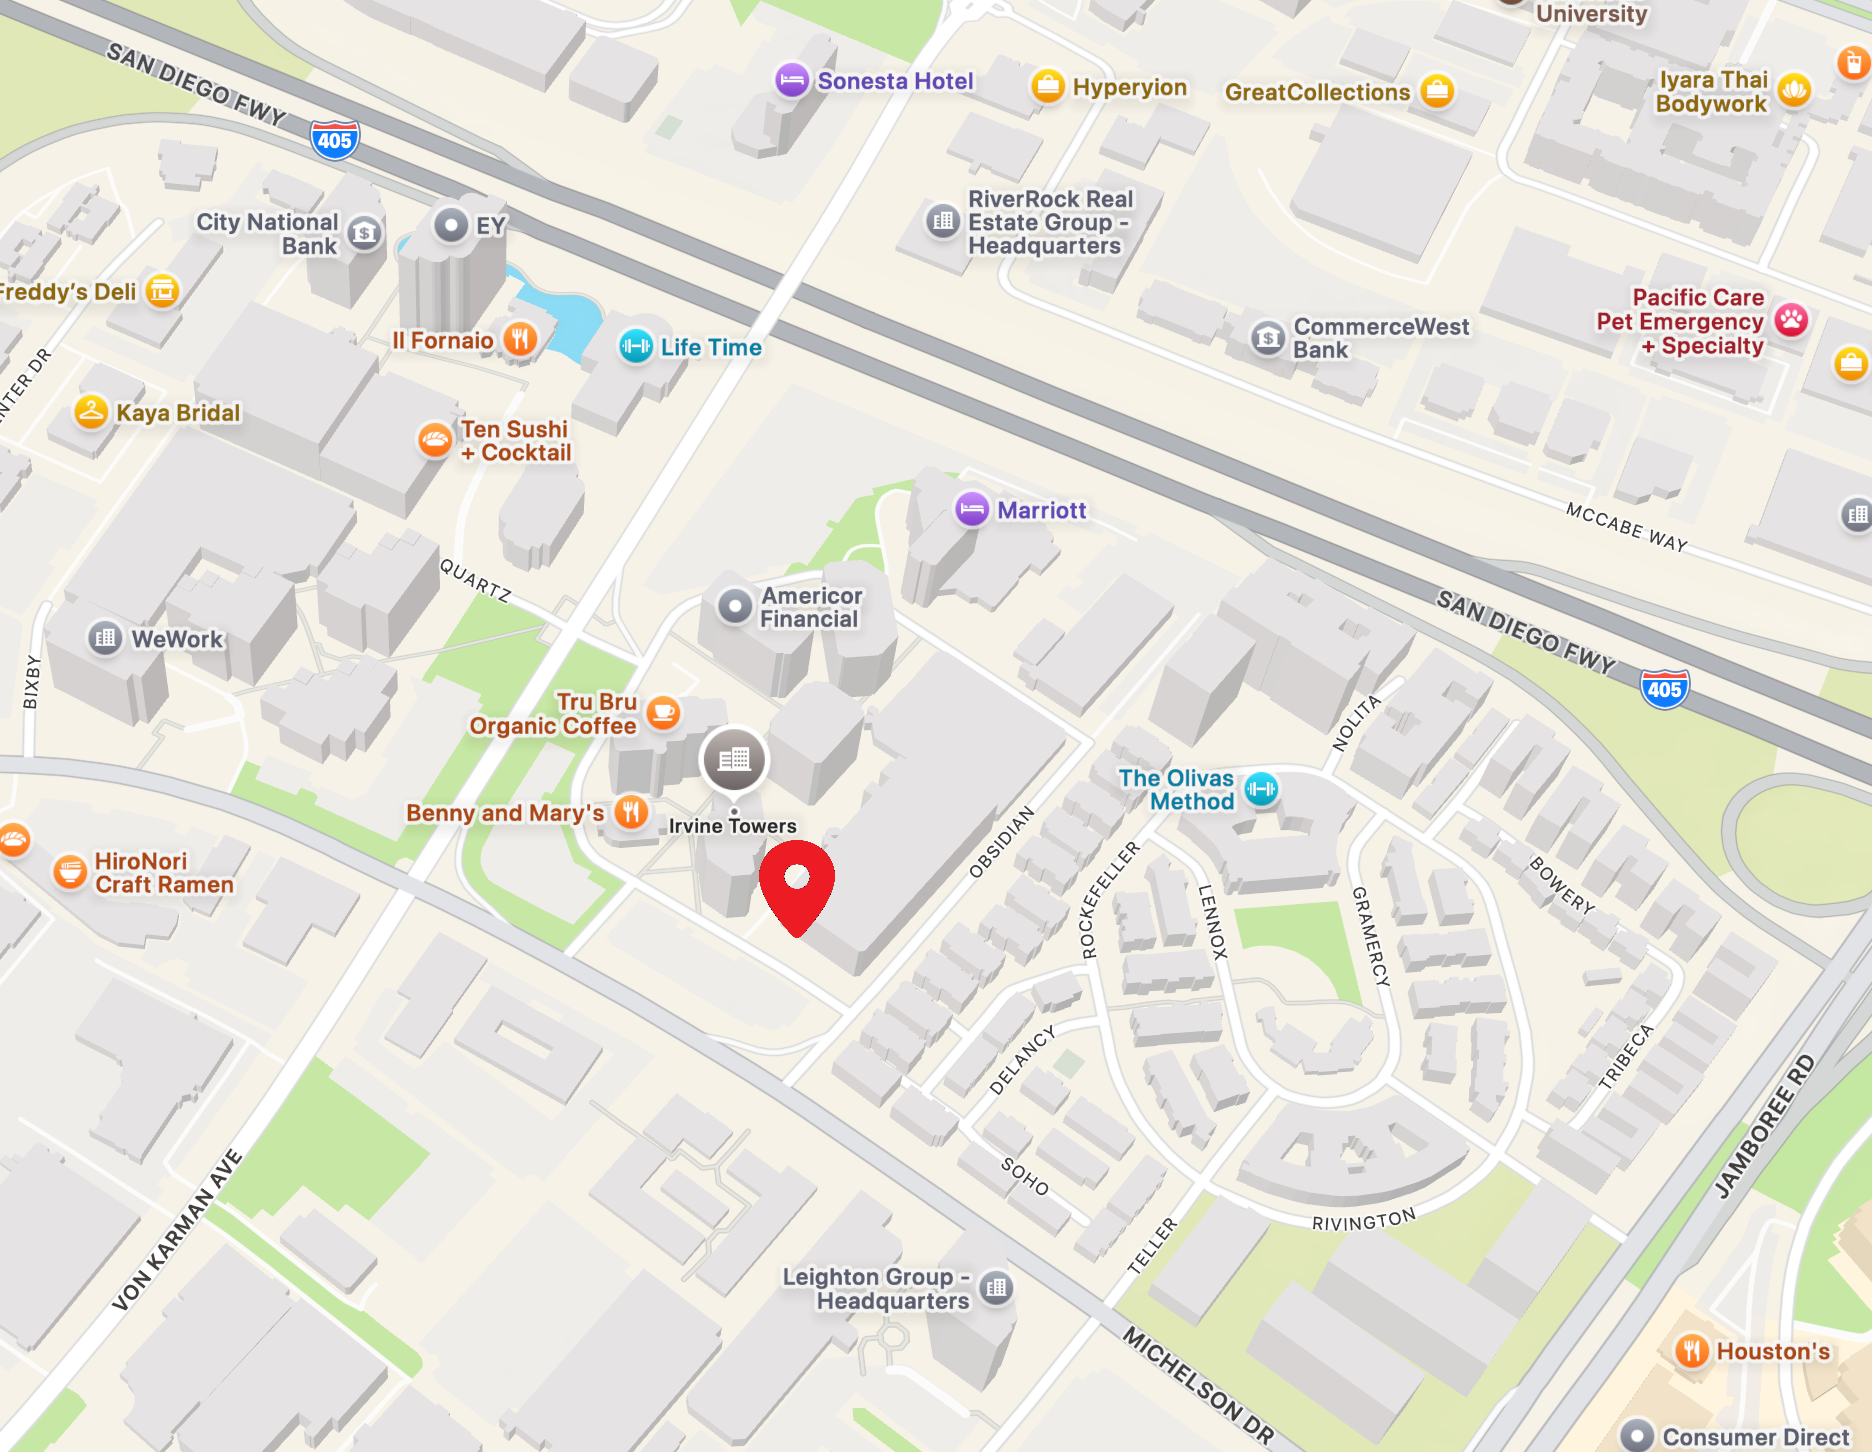 University
SAN DIEGO FWY
405
Sonesta Hotel
Hyperyion
GreatCollections
Iyara Thai
Bodywork
City National
Bank
EY
RiverRock Real
Estate Group -
Headquarters
Freddy's Deli
Il Fornaio
Life Time
CommerceWest
Bank
Pacific Care
Pet Emergency
+ Specialty
ENTER DR
Kaya Bridal
Ten Sushi
+ Cocktail
Marriott
MCCABE WAY
QUARTZ
Americor
Financial
SAN DIEGO FWY
405
WeWork
BIXBY
Tru Bru
Organic Coffee
NOLITA
The Olivas
Method
Benny and Mary's
Irvine Towers
OBSIDIAN
HiroNori
Craft Ramen
ROCKEFELLER
LENNOX
GRAMERCY
BOWERY
DELANCY
TRIBECA
JAMBOREE RD
SOHO
VON KARMAN AVE
TELLER
RIVINGTON
Leighton Group -
Headquarters
MICHELSON DR
Houston's
Consumer Direct